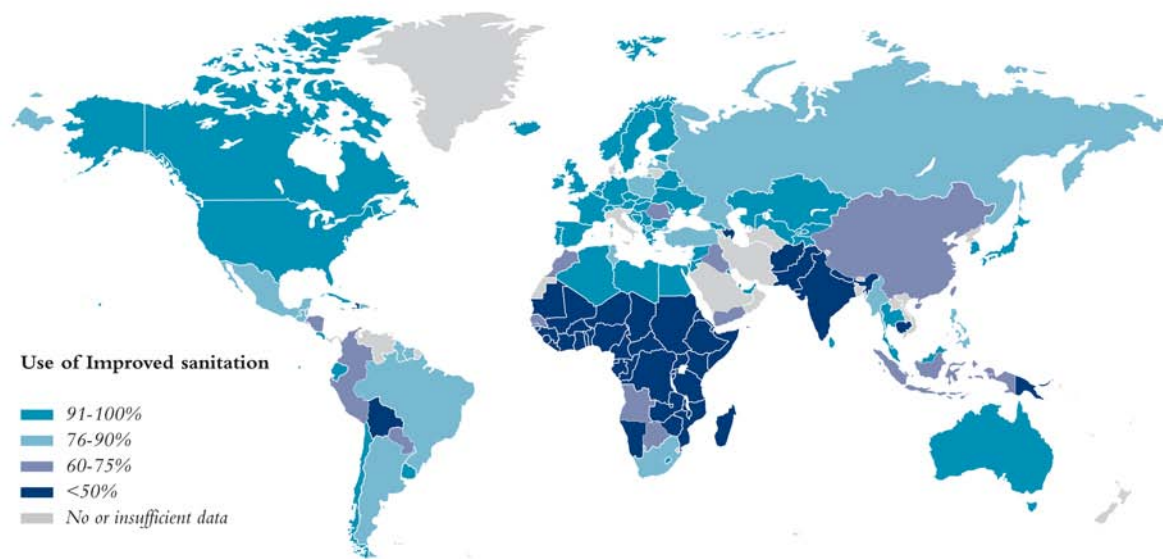 Use of Improved sanitation
91-100%
76-90%
60-75%
<50%
No or insufficient data